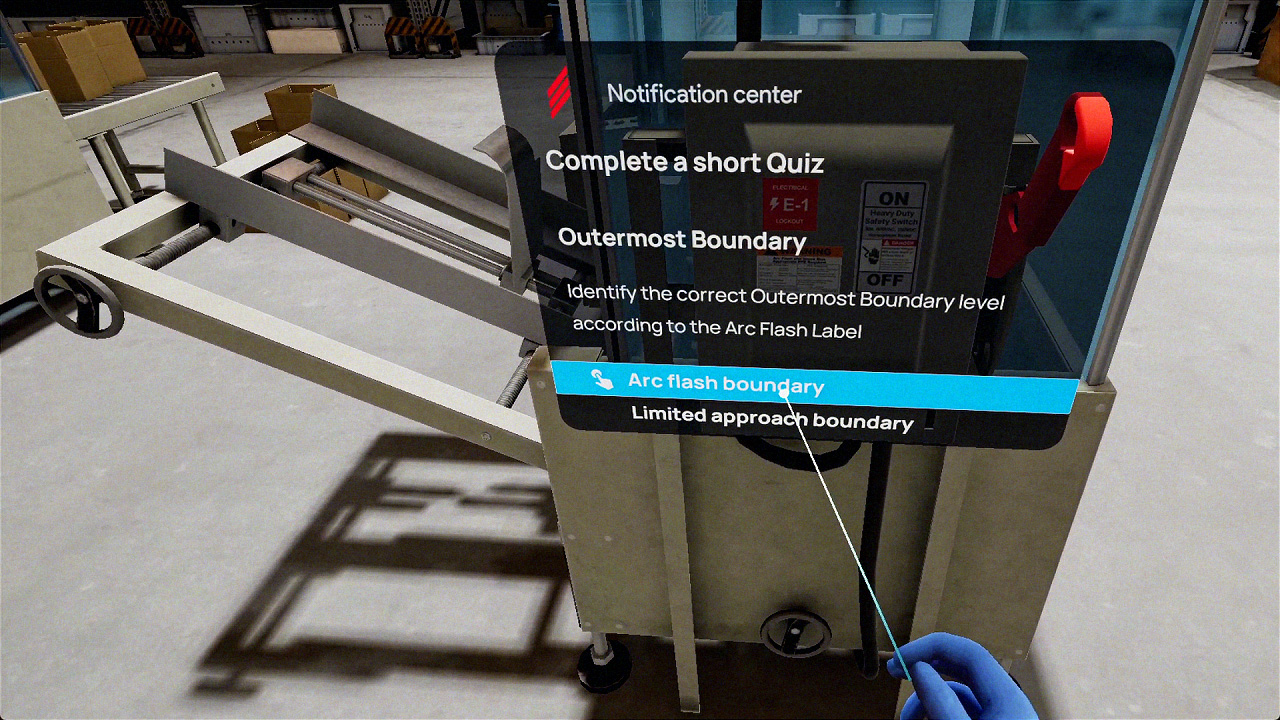 Notification center
Complete a short Quiz
ELECTRICAL
E-1
LOCKOUT
ON
Heavy Duty
Safety Switch
OFF
Outermost Boundary
Identify the correct Outermost Boundary level
according to the Arc Flash Label
Arc flash boundary
Limited approach boundary